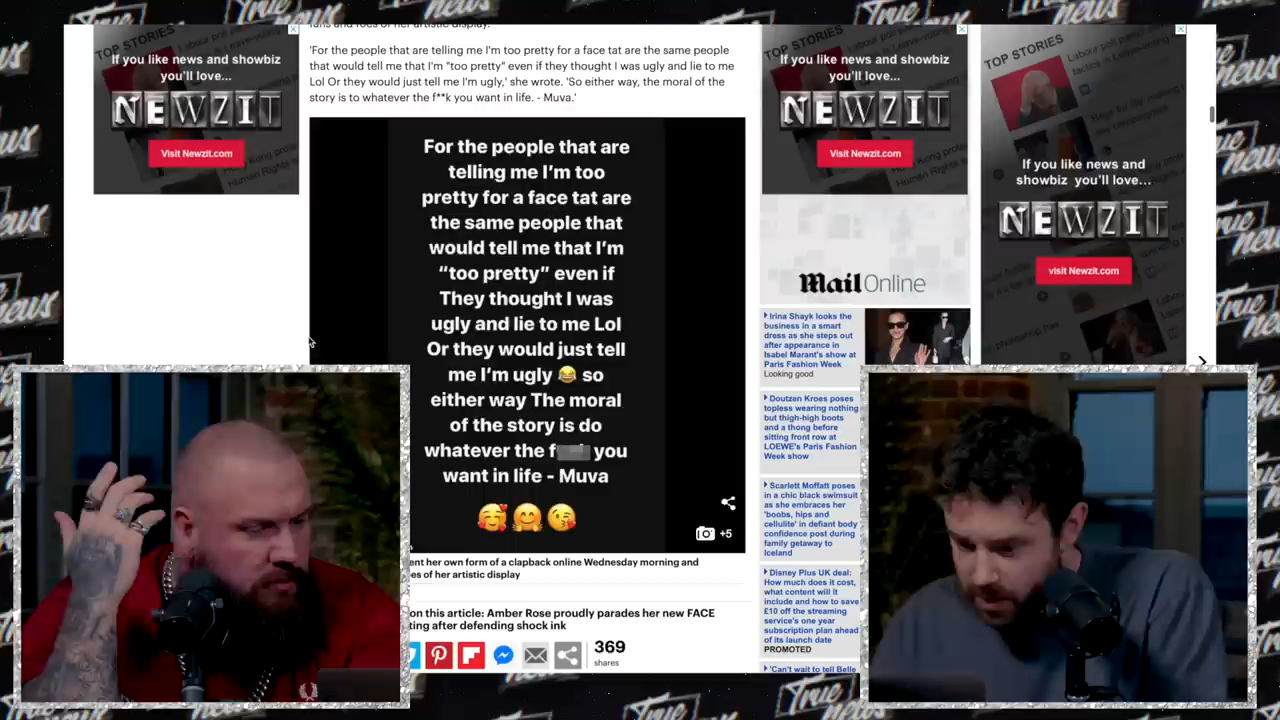 fans and foes of her artistic display.
'For the people that are telling me I'm too pretty for a face tat are the same people
that would tell me that I'm "too pretty" even if they thought I was ugly and lie to me
Lol Or they would just tell me I'm ugly,' she wrote. 'So either way, the moral of the
story is to whatever the f**k you want in life. - Muva.'
For the people that are
telling me I'm too
pretty for a face tat are
the same people that
would tell me that I'm
“too pretty” even if
They thought I was
ugly and lie to me Lol
Or they would just tell
me I'm ugly 😂 so
either way The moral
of the story is do
whatever the f you
want in life - Muva
🥰 🤗 😘
+5
ent her own form of a clapback online Wednesday morning and
es of her artistic display
on this article: Amber Rose proudly parades her new FACE
ting after defending shock ink
369
shares
TOP STORIES
If you like news and showbiz
you'll love...
NEWZIT
Visit Newzit.com
TOP STORIES
If you like news and showbiz
you'll love...
NEWZIT
Visit Newzit.com
Mail Online
Irina Shayk looks the
business in a smart
dress as she steps out
after appearance in
Isabel Marant's show at
Paris Fashion Week
Looking good
Doutzen Kroes poses
topless wearing nothing
but thigh-high boots
and a thong before
sitting front row at
LOEWE's Paris Fashion
Week show
Scarlett Moffatt poses
in a chic black swimsuit
as she embraces her
'boobs, hips and
cellulite' in defiant body
confidence post during
family getaway to
Iceland
Disney Plus UK deal:
How much does it cost,
what content will it
include and how to save
£10 off the streaming
service's one year
subscription plan ahead
of its launch date
PROMOTED
'Can't wait to tell Belle
TOP STORIES
If you like news and
showbiz you'll love...
NEWZIT
visit Newzit.com
True
news